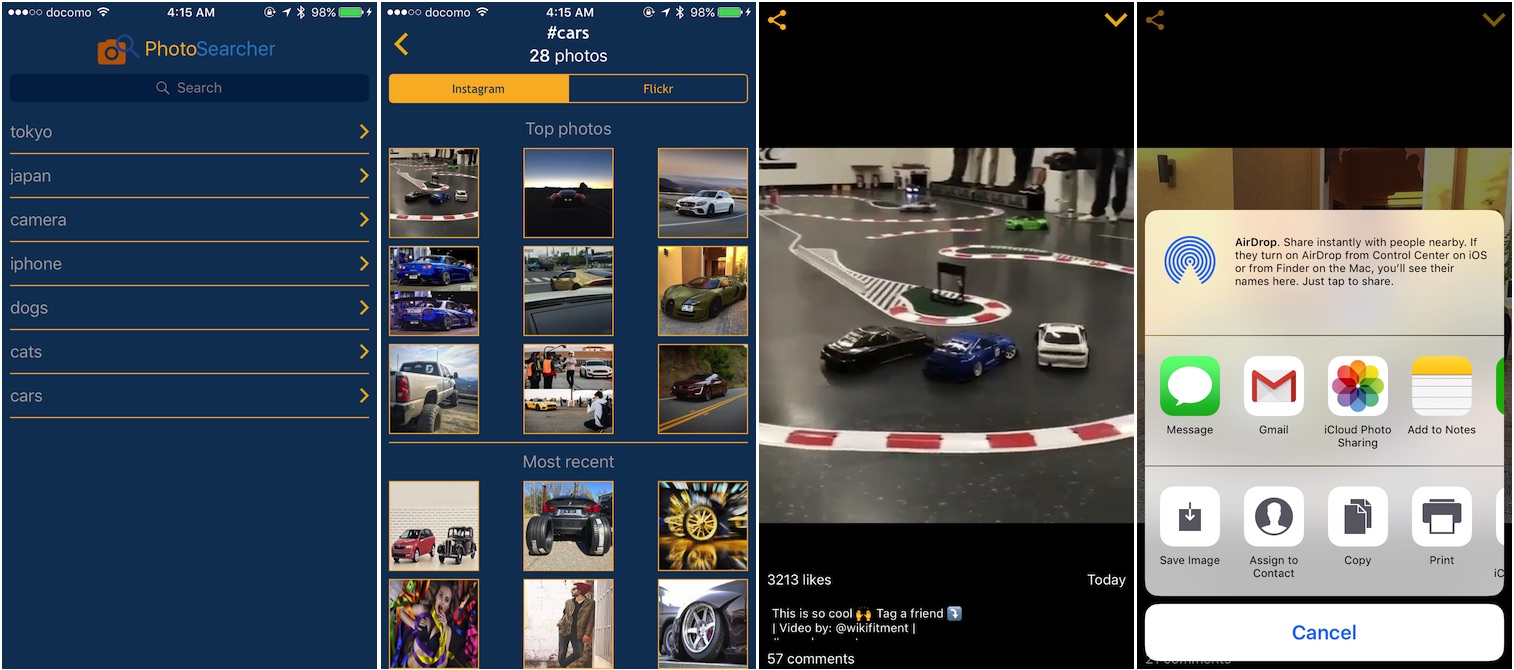 docomo 4:15 AM 98%
PhotoSearcher
Search
tokyo
japan
camera
iphone
dogs
cats
cars
docomo 4:15 AM 98%
#cars
28 photos
Instagram Flickr
Top photos
Most recent
3213 likes Today
This is so cool 🙌 Tag a friend ⤵️
| Video by: @wikifitment |
57 comments
AirDrop. Share instantly with people nearby. If
they turn on AirDrop from Control Center on iOS
or from Finder on the Mac, you'll see their
names here. Just tap to share.
Message Gmail iCloud Photo Add to Notes
Sharing
Save Image Assign to Copy Print
Contact iC
Cancel